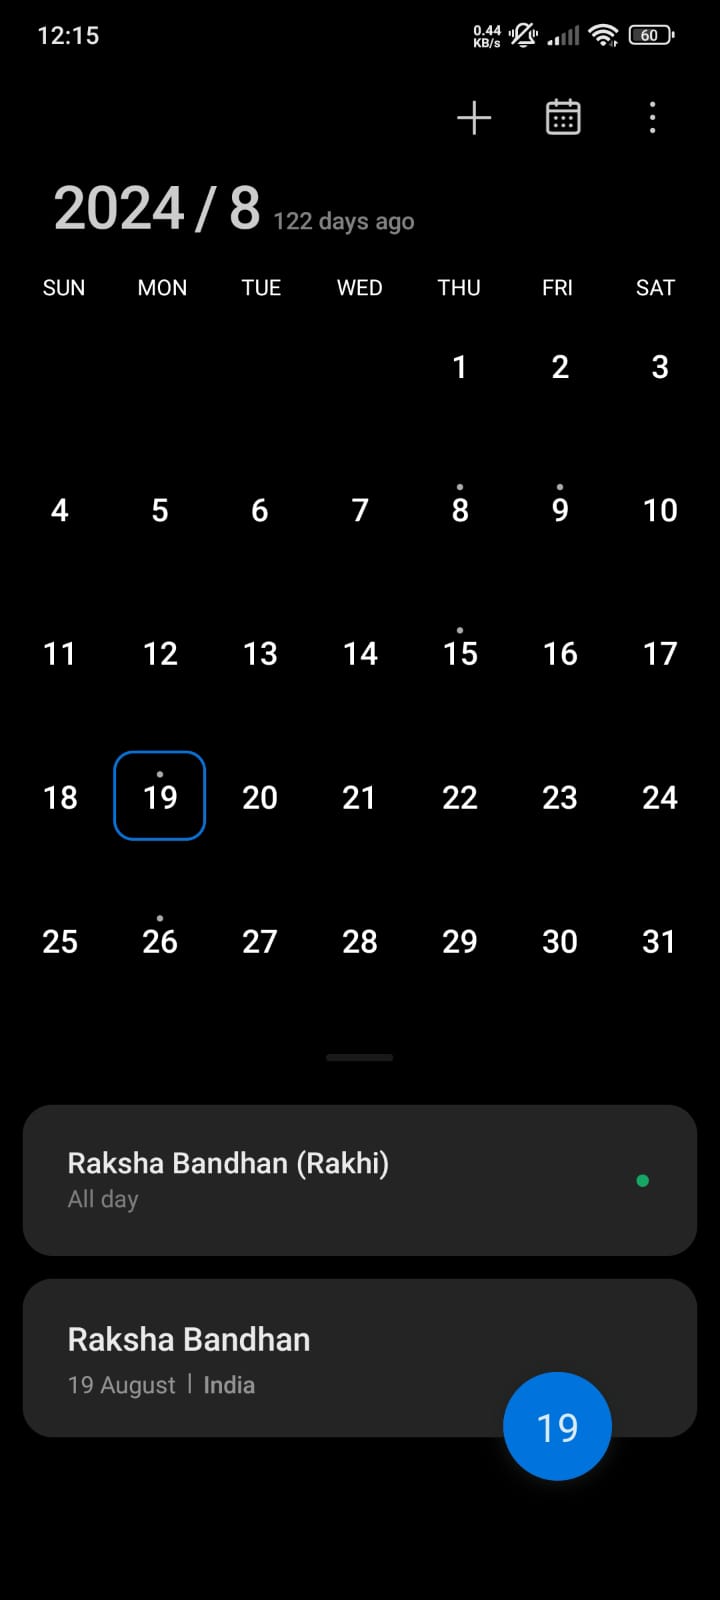 12:15
0.44
KB/s
60
2024 / 8 122 days ago
SUN MON TUE WED THU FRI SAT
1 2 3
4 5 6 7 8 9 10
11 12 13 14 15 16 17
18 19 20 21 22 23 24
25 26 27 28 29 30 31
Raksha Bandhan (Rakhi)
All day
Raksha Bandhan
19 August | India
19